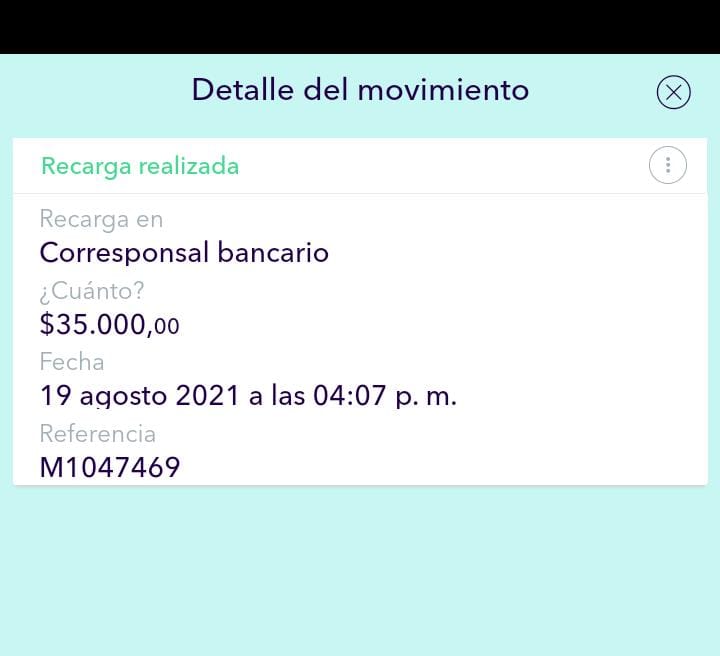 Detalle del movimiento
Recarga realizada
Recarga en
Corresponsal bancario
¿Cuánto?
$35.000,00
Fecha
19 agosto 2021 a las 04:07 p. m.
Referencia
M1047469